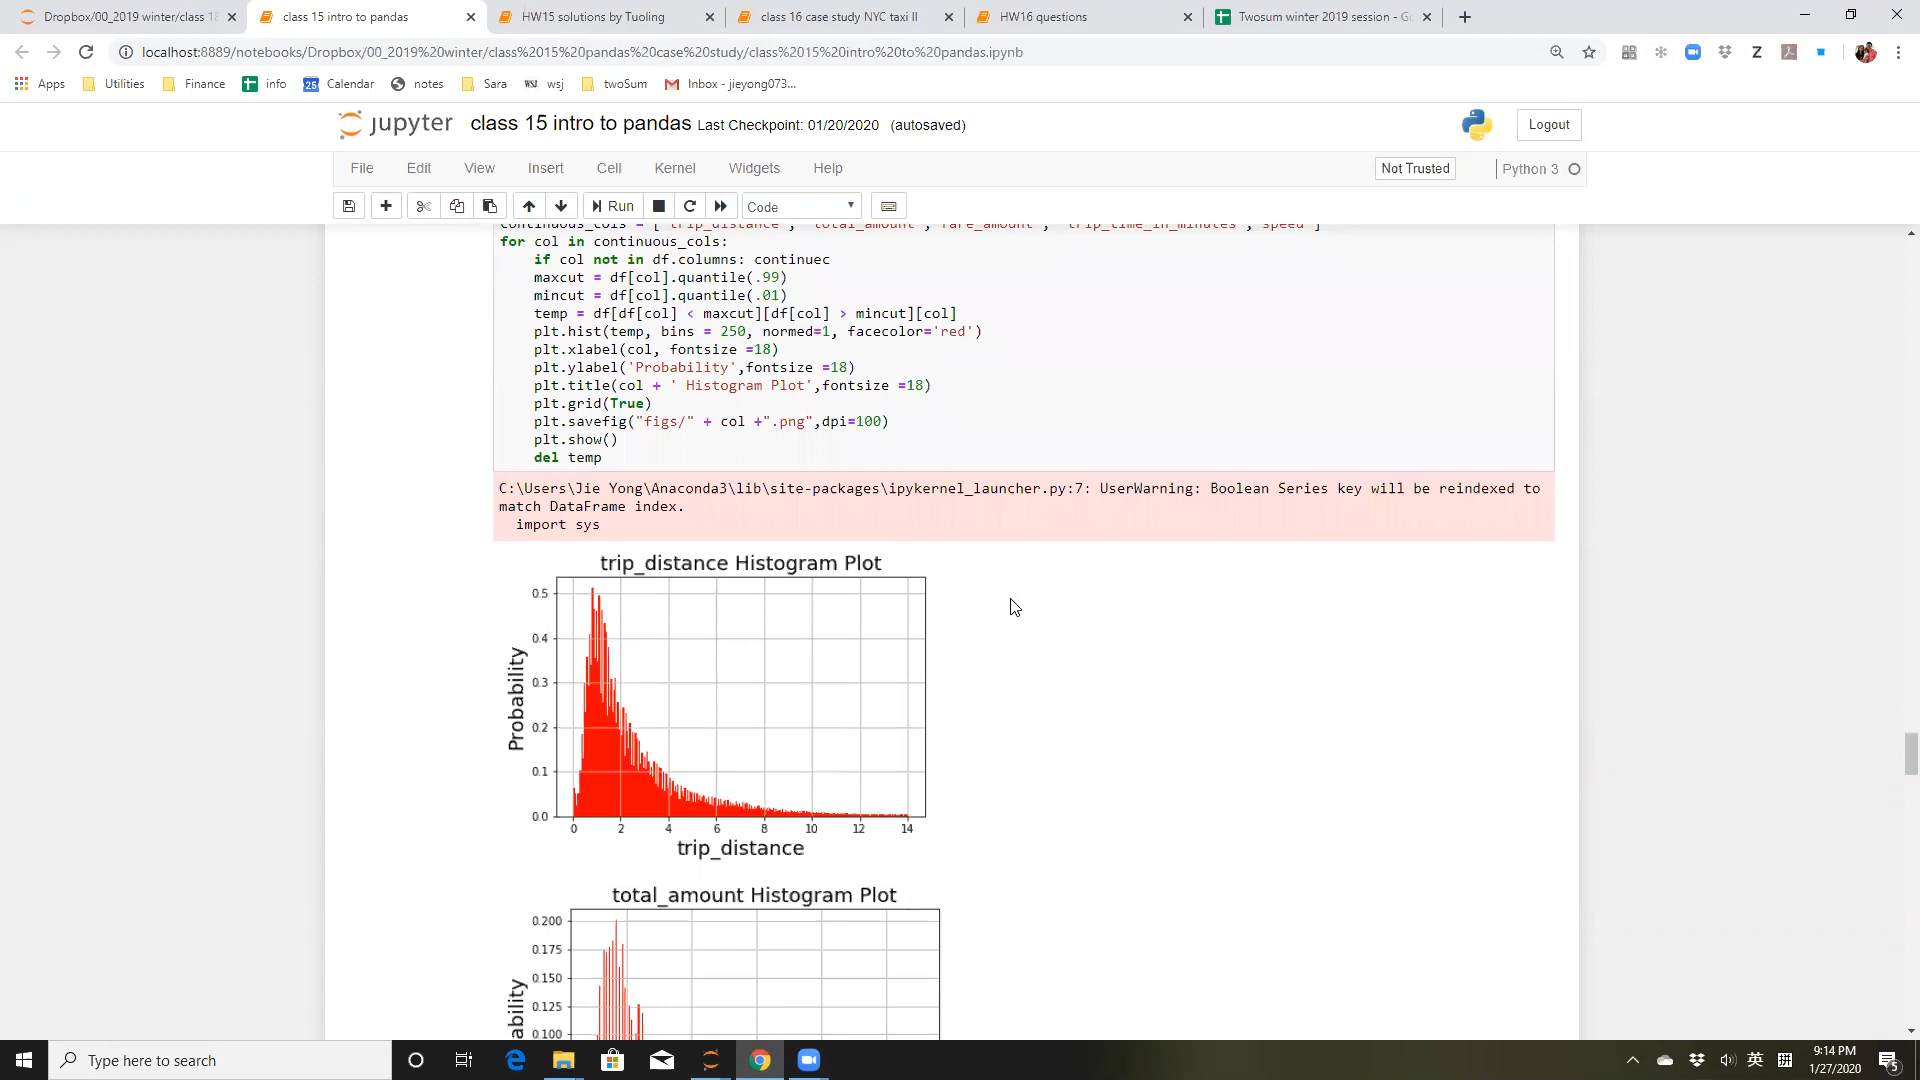 Dropbox/00_2019 winter/class 1
class 15 intro to pandas
HW15 solutions by Tuoling
class 16 case study NYC taxi II
HW16 questions
Twosum winter 2019 session - G
localhost:8889/notebooks/Dropbox/00_2019%20winter/class%2015%20pandas%20case%20study/class%2015%20intro%20to%20pandas.ipynb
Apps Utilities Finance info Calendar notes Sara wsj twoSum Inbox - jieyong073...
jupyter class 15 intro to pandas Last Checkpoint: 01/20/2020 (autosaved)
Logout
File Edit View Insert Cell Kernel Widgets Help
Not Trusted Python 3
Run Code
continuous_cols = ['trip_distance', 'total_amount','fare_amount', 'trip_time_in_minutes','speed']
for col in continuous_cols:
if col not in df.columns: continuec
maxcut = df[col].quantile(.99)
mincut = df[col].quantile(.01)
temp = df[df[col] < maxcut][df[col] > mincut][col]
plt.hist(temp, bins = 250, normed=1, facecolor='red')
plt.xlabel(col, fontsize =18)
plt.ylabel('Probability',fontsize =18)
plt.title(col + ' Histogram Plot',fontsize =18)
plt.grid(True)
plt.savefig("figs/" + col +".png",dpi=100)
plt.show()
del temp
C:\Users\Jie Yong\Anaconda3\lib\site-packages\ipykernel_launcher.py:7: UserWarning: Boolean Series key will be reindexed to
match DataFrame index.
import sys
trip_distance Histogram Plot
Probability
0.5
0.4
0.3
0.2
0.1
0.0
0 2 4 6 8 10 12 14
trip_distance
total_amount Histogram Plot
ability
0.200
0.175
0.150
0.125
0.100
Type here to search
英
拼
9:14 PM
1/27/2020
5